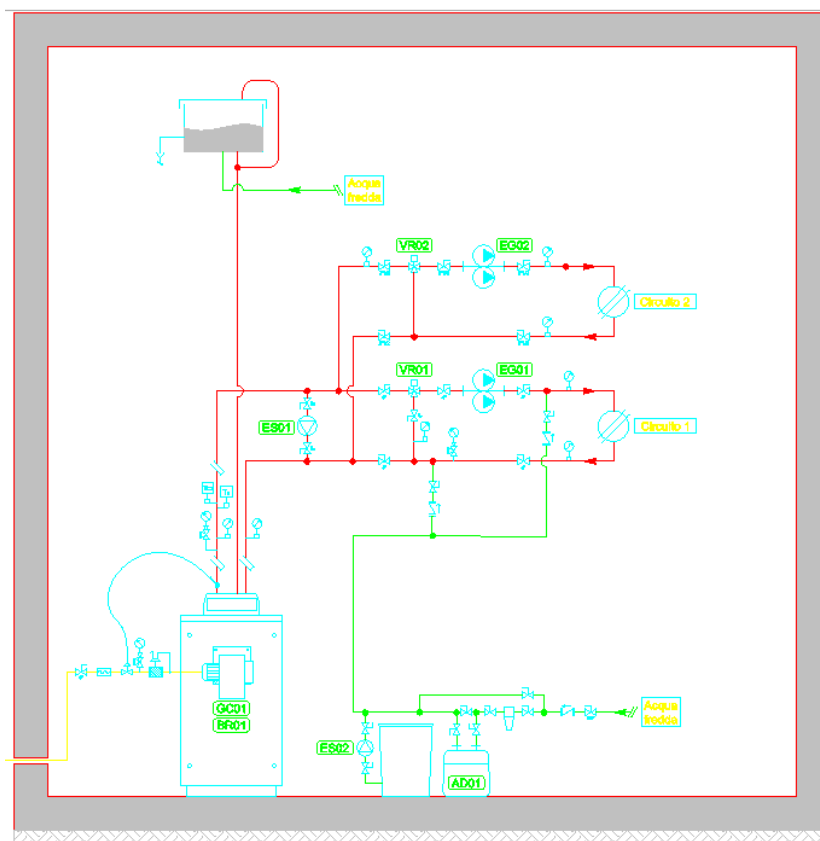 Acqua
fredda
VR02
EG02
Circuito 2
VR01
EG01
ES01
Circuito 1
GC01
BR01
Acqua
fredda
ES02
AD01